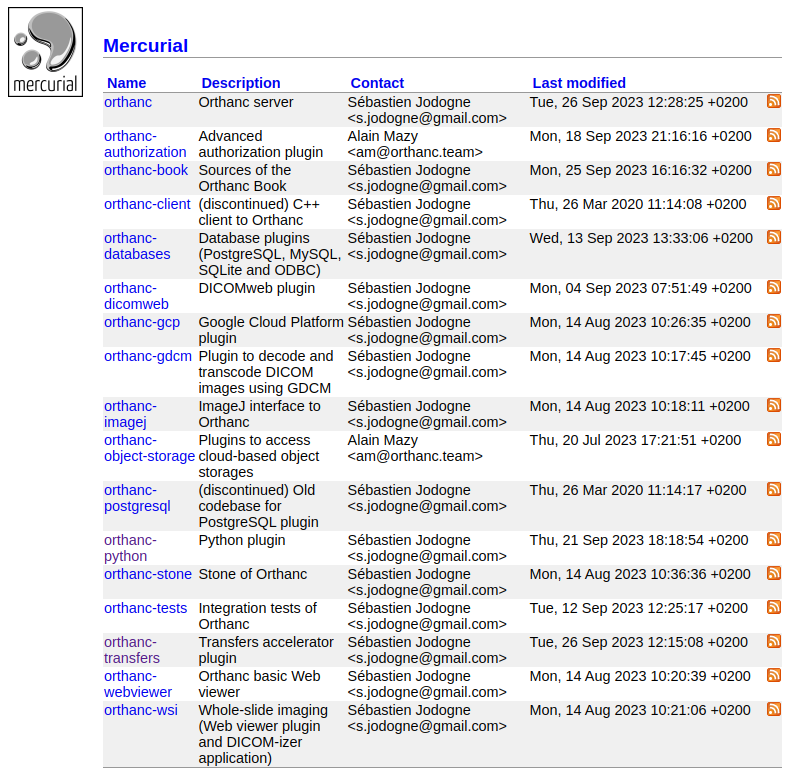 mercurial
Mercurial
Name Description Contact Last modified
orthanc Orthanc server Sébastien Jodogne Tue, 26 Sep 2023 12:28:25 +0200
<s.jodogne@gmail.com>
orthanc- Advanced Alain Mazy Mon, 18 Sep 2023 21:16:16 +0200
authorization authorization plugin <am@orthanc.team>
orthanc-book Sources of the Sébastien Jodogne Mon, 25 Sep 2023 16:16:32 +0200
Orthanc Book <s.jodogne@gmail.com>
orthanc-client (discontinued) C++ Sébastien Jodogne Thu, 26 Mar 2020 11:14:08 +0200
client to Orthanc <s.jodogne@gmail.com>
orthanc- Database plugins Sébastien Jodogne Wed, 13 Sep 2023 13:33:06 +0200
databases (PostgreSQL, MySQL, <s.jodogne@gmail.com>
SQLite and ODBC)
orthanc- DICOMweb plugin Sébastien Jodogne Mon, 04 Sep 2023 07:51:49 +0200
dicomweb <s.jodogne@gmail.com>
orthanc-gcp Google Cloud Platform Sébastien Jodogne Mon, 14 Aug 2023 10:26:35 +0200
plugin <s.jodogne@gmail.com>
orthanc-gdcm Plugin to decode and Sébastien Jodogne Mon, 14 Aug 2023 10:17:45 +0200
transcode DICOM <s.jodogne@gmail.com>
images using GDCM
orthanc- ImageJ interface to Sébastien Jodogne Mon, 14 Aug 2023 10:18:11 +0200
imagej Orthanc <s.jodogne@gmail.com>
orthanc- Plugins to access Alain Mazy Thu, 20 Jul 2023 17:21:51 +0200
object-storage cloud-based object <am@orthanc.team>
storages
orthanc- (discontinued) Old Sébastien Jodogne Thu, 26 Mar 2020 11:14:17 +0200
postgresql codebase for <s.jodogne@gmail.com>
PostgreSQL plugin
orthanc- Python plugin Sébastien Jodogne Thu, 21 Sep 2023 18:18:54 +0200
python <s.jodogne@gmail.com>
orthanc-stone Stone of Orthanc Sébastien Jodogne Mon, 14 Aug 2023 10:36:36 +0200
<s.jodogne@gmail.com>
orthanc-tests Integration tests of Sébastien Jodogne Tue, 12 Sep 2023 12:25:17 +0200
Orthanc <s.jodogne@gmail.com>
orthanc- Transfers accelerator Sébastien Jodogne Tue, 26 Sep 2023 12:15:08 +0200
transfers plugin <s.jodogne@gmail.com>
orthanc- Orthanc basic Web Sébastien Jodogne Mon, 14 Aug 2023 10:20:39 +0200
webviewer viewer <s.jodogne@gmail.com>
orthanc-wsi Whole-slide imaging Sébastien Jodogne Mon, 14 Aug 2023 10:21:06 +0200
(Web viewer plugin <s.jodogne@gmail.com>
and DICOM-izer
application)